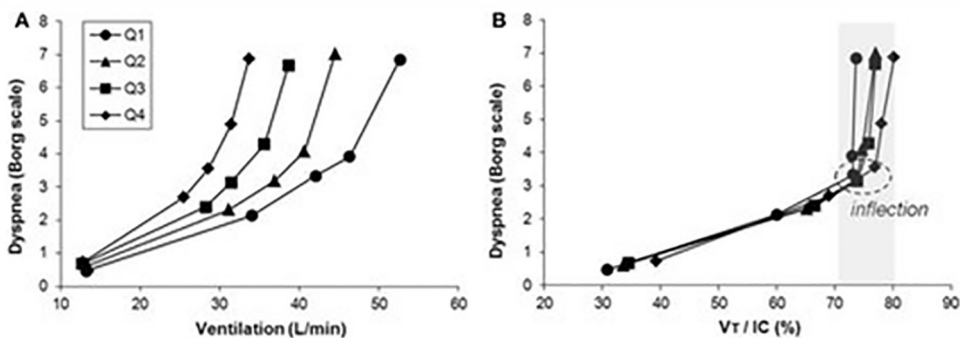 A
Dyspnea (Borg scale)
8
7
6
5
4
3
2
1
0
Q1
Q2
Q3
Q4
10 20 30 40 50 60
Ventilation (L/min)
B
Dyspnea (Borg scale)
8
7
6
5
4
3
2
1
0
inflection
20 30 40 50 60 70 80 90
VT / IC (%)